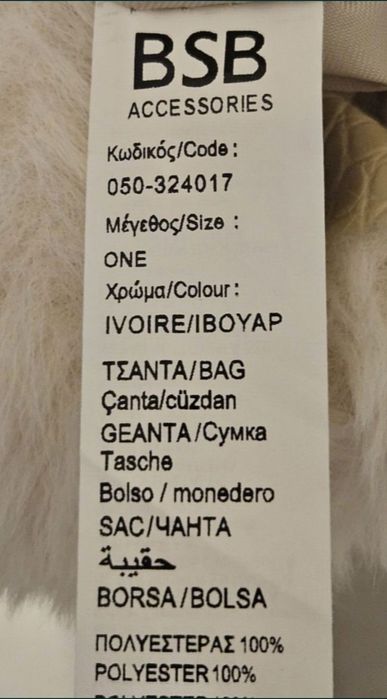 BSB
ACCESSORIES
Κωδικός/Code :
050-324017
Μέγεθος/Size :
ONE
Χρώμα/Colour :
IVOIRE/ΙΒΟΥΑΡ
ΤΣΑΝΤΑ/BAG
Çanta/cüzdan
GEANTA/Сумка
Tasche
Bolso / monedero
SAC/ЧАНТА
حقيبة
BORSA/BOLSA
ΠΟΛΥΕΣΤΕΡΑΣ 100%
POLYESTER 100%